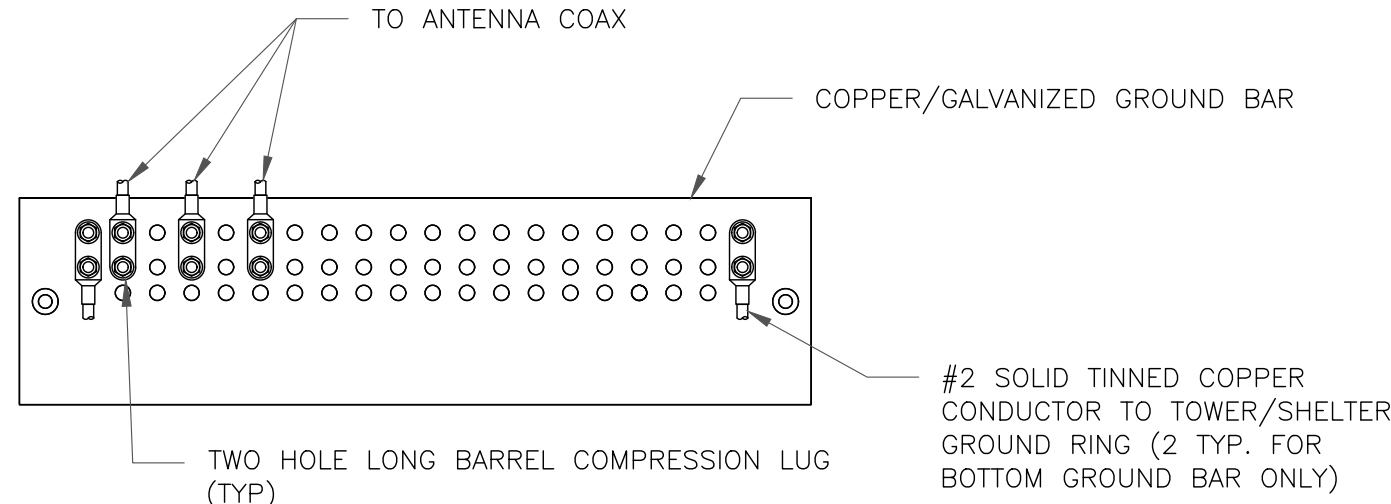 TO ANTENNA COAX
COPPER/GALVANIZED GROUND BAR
#2 SOLID TINNED COPPER
CONDUCTOR TO TOWER/SHELTER
GROUND RING (2 TYP. FOR
BOTTOM GROUND BAR ONLY)
TWO HOLE LONG BARREL COMPRESSION LUG
(TYP)